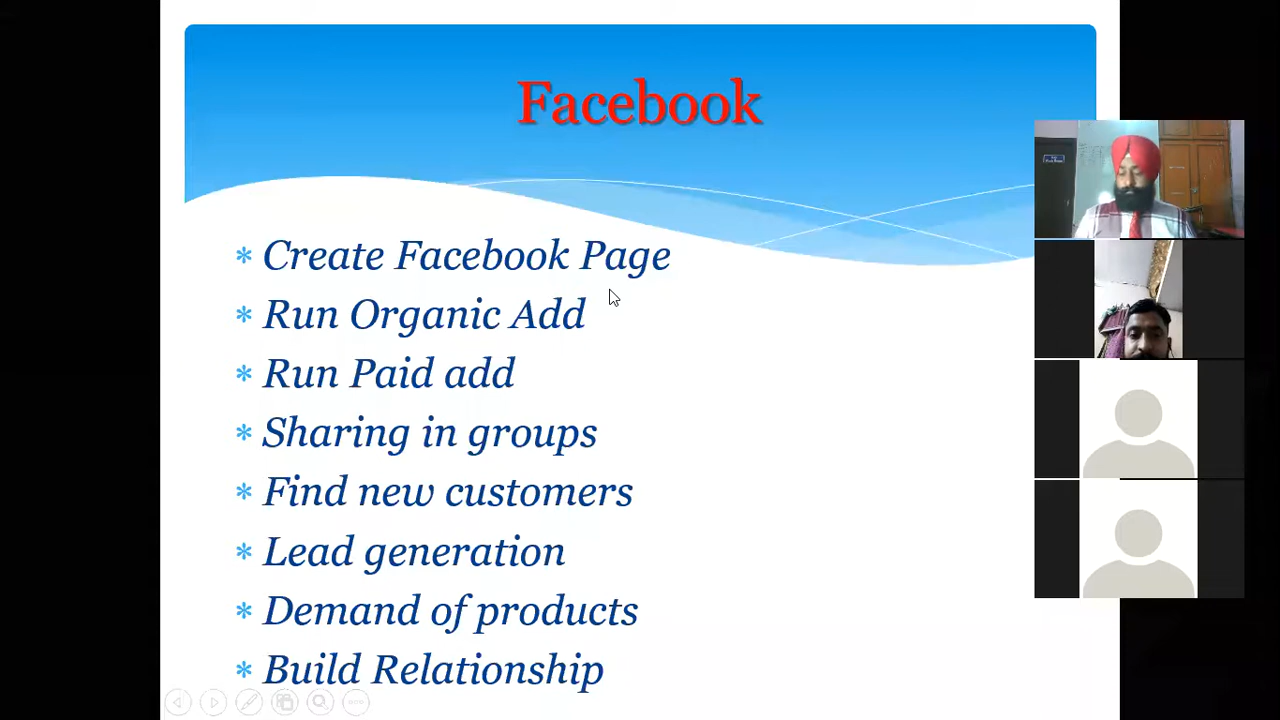 Facebook
* Create Facebook Page
* Run Organic Add
* Run Paid add
* Sharing in groups
* Find new customers
* Lead generation
* Demand of products
* Build Relationship